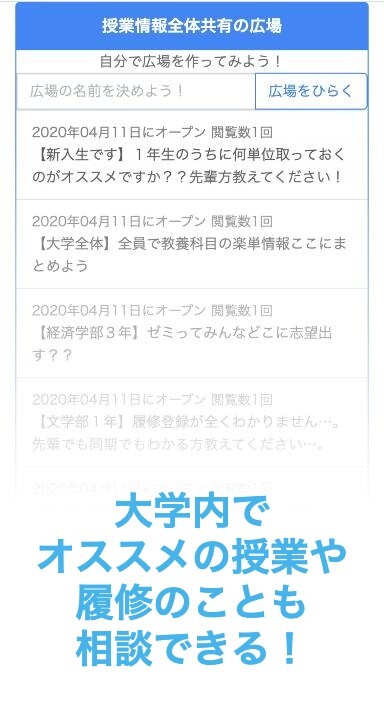 授業情報全体共有の広場
自分で広場を作ってみよう！
広場の名前を決めよう！
広場をひらく
2020年04月11日にオープン 閲覧数1回
【新入生です】１年生のうちに何単位取っておく
のがオススメですか？？先輩方教えてください！
2020年04月11日にオープン 閲覧数1回
【大学全体】全員で教養科目の楽単情報ここにま
とめよう
2020年04月11日にオープン 閲覧数1回
【経済学部３年】ゼミってみんなどこに志望出
す？？
2020年04月11日にオープン 閲覧数1回
【文学部１年】履修登録が全くわかりません…。
先輩でも同期でもわかる方教えてください…。
大学内で
オススメの授業や
履修のことも
相談できる！